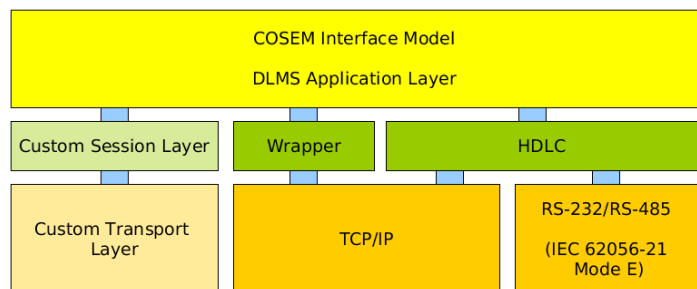 COSEM Interface Model
DLMS Application Layer
Custom Session Layer
Wrapper
HDLC
Custom Transport
Layer
TCP/IP
RS-232/RS-485
(IEC 62056-21
Mode E)